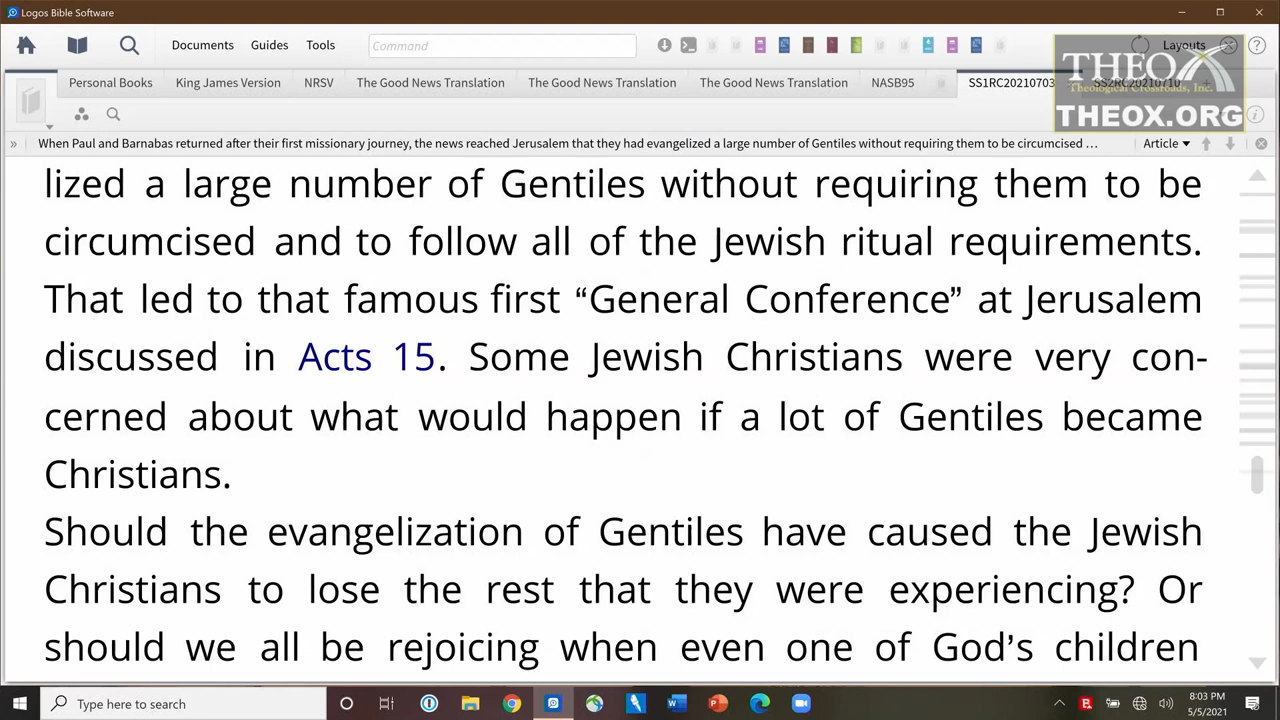 Logos Bible Software
Documents Guides Tools Command Layouts
Personal Books King James Version NRSV The Good News Translation The Good News Translation The Good News Translation NASB95 SS1RC20210703
THEOX
Theological Crossroads, Inc.
THEOX.ORG
» When Paul and Barnabas returned after their first missionary journey, the news reached Jerusalem that they had evangelized a large number of Gentiles without requiring them to be circumcised ... Article
lized a large number of Gentiles without requiring them to be
circumcised and to follow all of the Jewish ritual requirements.
That led to that famous first “General Conference” at Jerusalem
discussed in Acts 15. Some Jewish Christians were very con-
cerned about what would happen if a lot of Gentiles became
Christians.
Should the evangelization of Gentiles have caused the Jewish
Christians to lose the rest that they were experiencing? Or
should we all be rejoicing when even one of God’s children
Type here to search
8:03 PM
5/5/2021